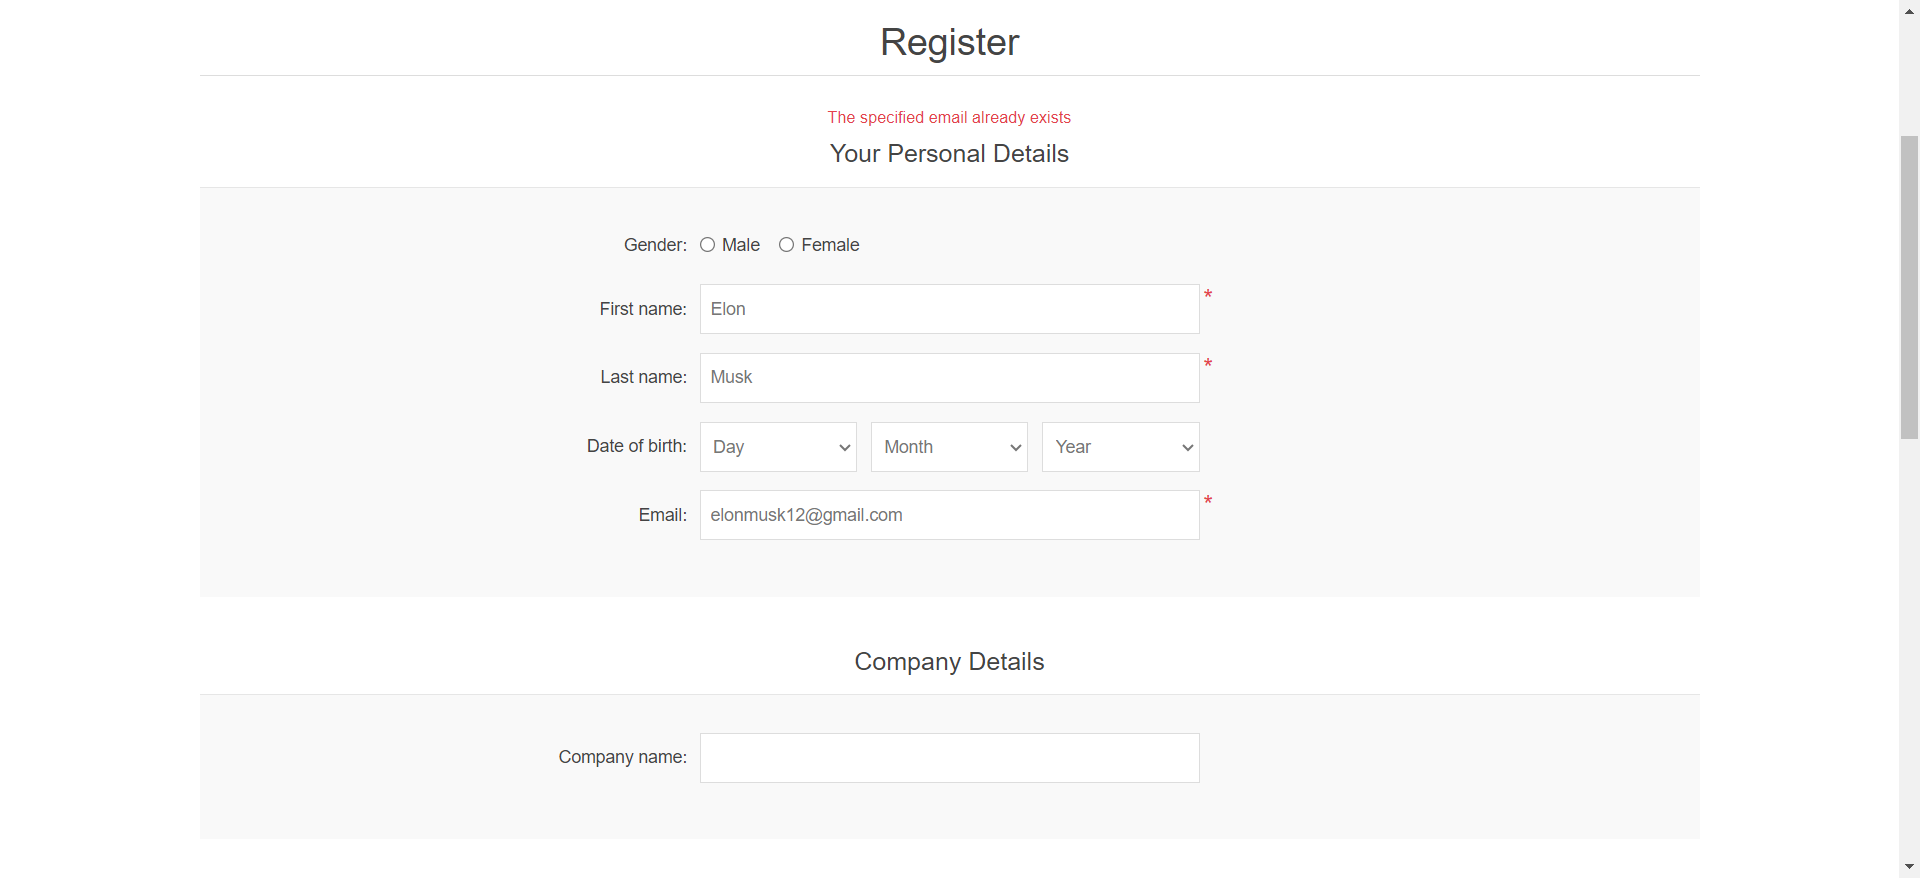 Register
The specified email already exists
Your Personal Details
Gender: Male Female
First name: Elon *
Last name: Musk *
Date of birth: Day Month Year
Email: elonmusk12@gmail.com *
Company Details
Company name: